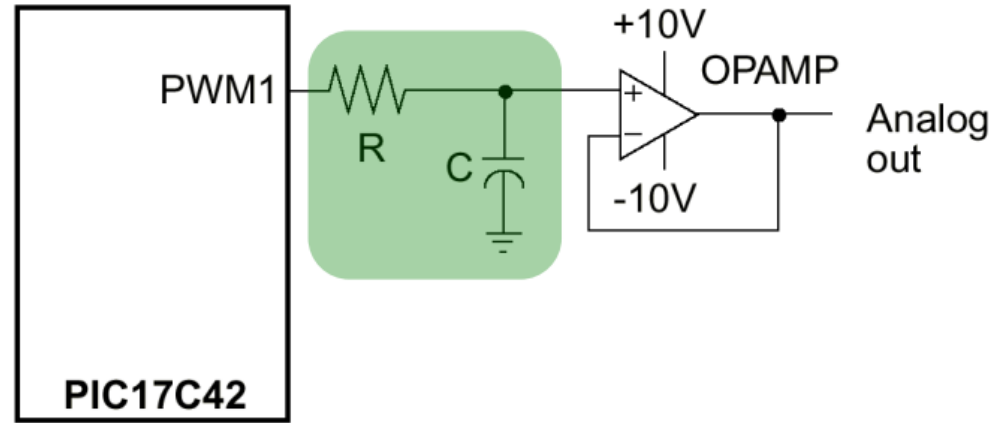 +10V
OPAMP
PWM1
+
Analog
out
R
−
C
-10V
PIC17C42